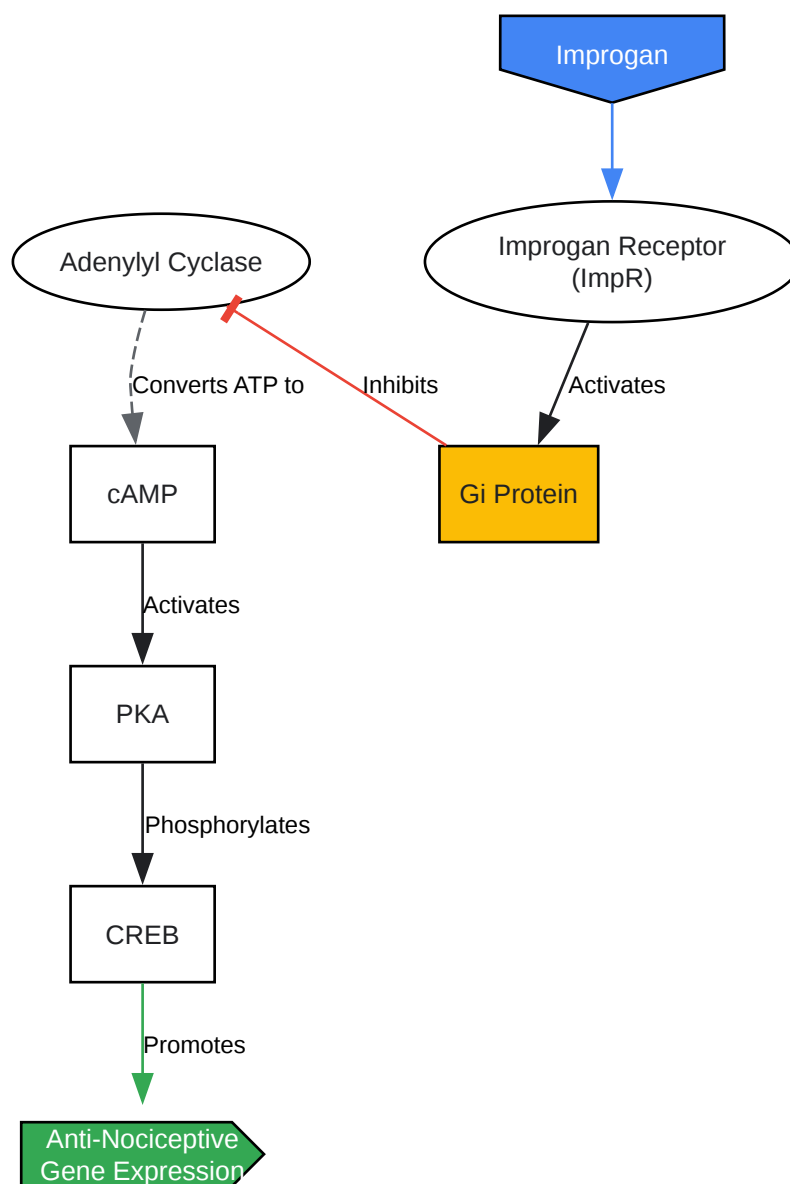 Improgan
Adenylyl Cyclase
Improgan Receptor
(ImpR)
Converts ATP to
Inhibits
Activates
cAMP
Gi Protein
Activates
PKA
Phosphorylates
CREB
Promotes
Anti-Nociceptive
Gene Expression